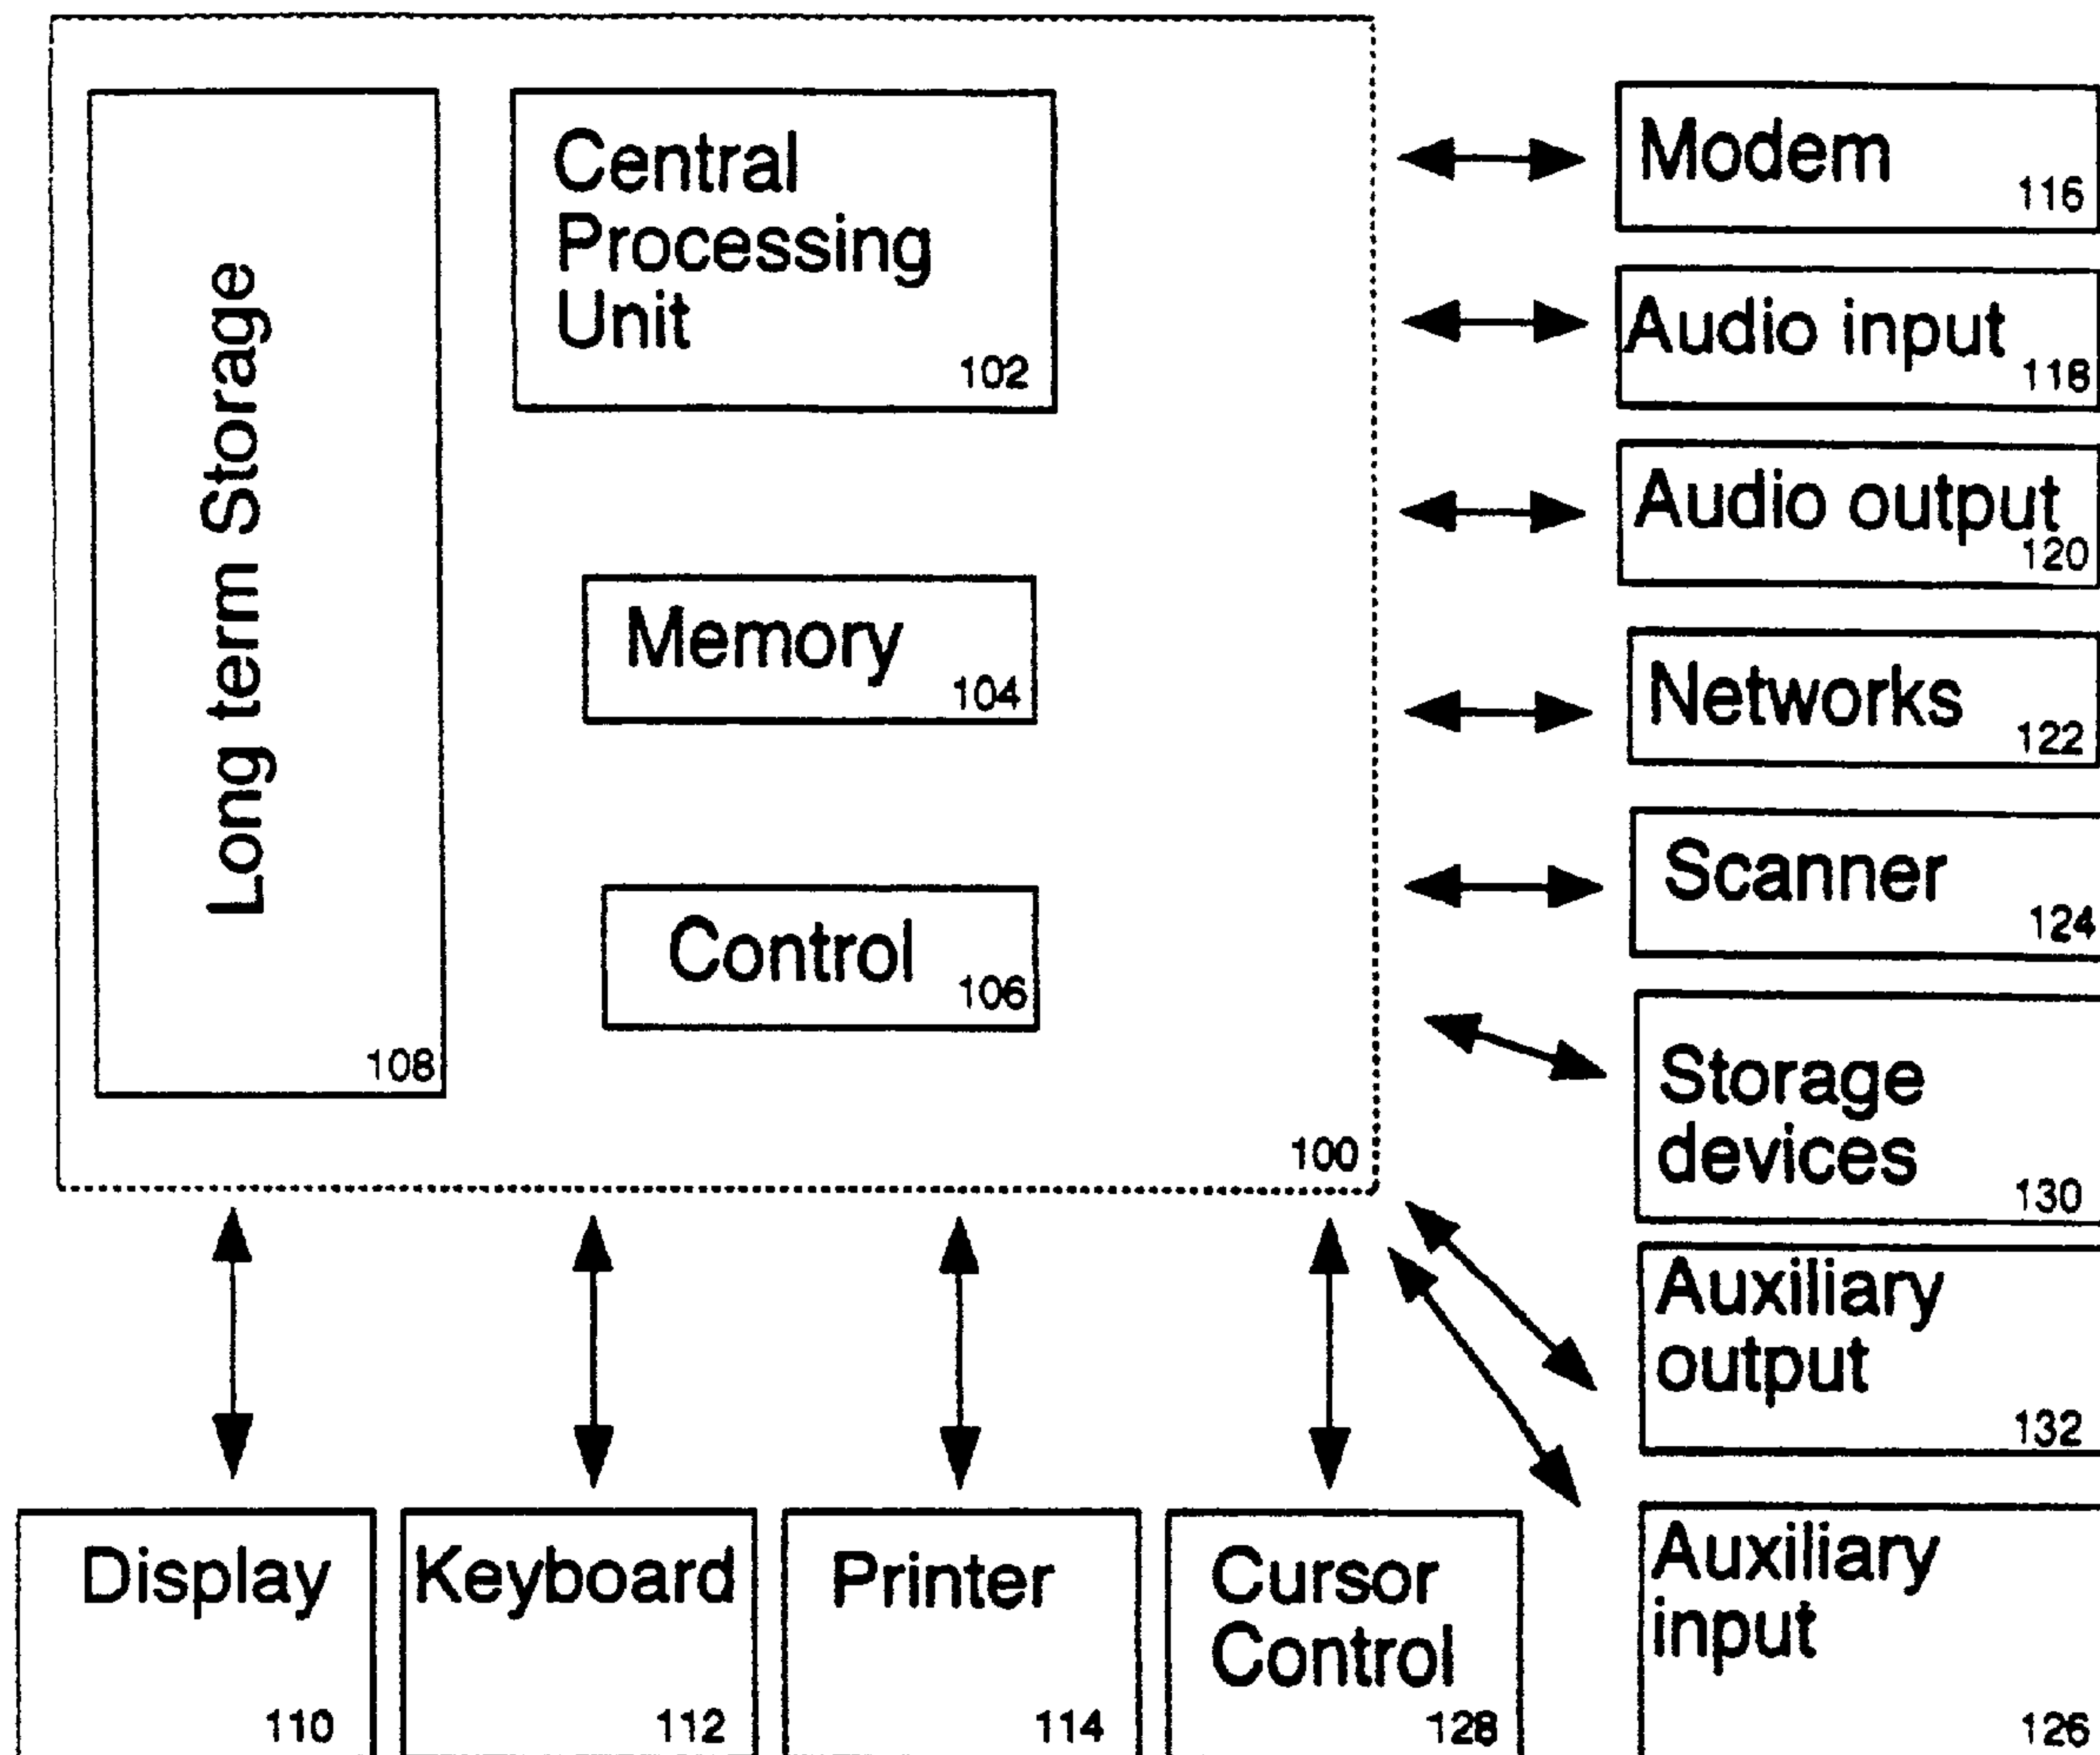 Long term Storage
108
Central
Processing
Unit
102
Memory
104
Control
106
100
Modem
116
Audio input
118
Audio output
120
Networks
122
Scanner
124
Storage
devices
130
Auxiliary
output
132
Auxiliary
input
126
Display
110
Keyboard
112
Printer
114
Cursor
Control
128